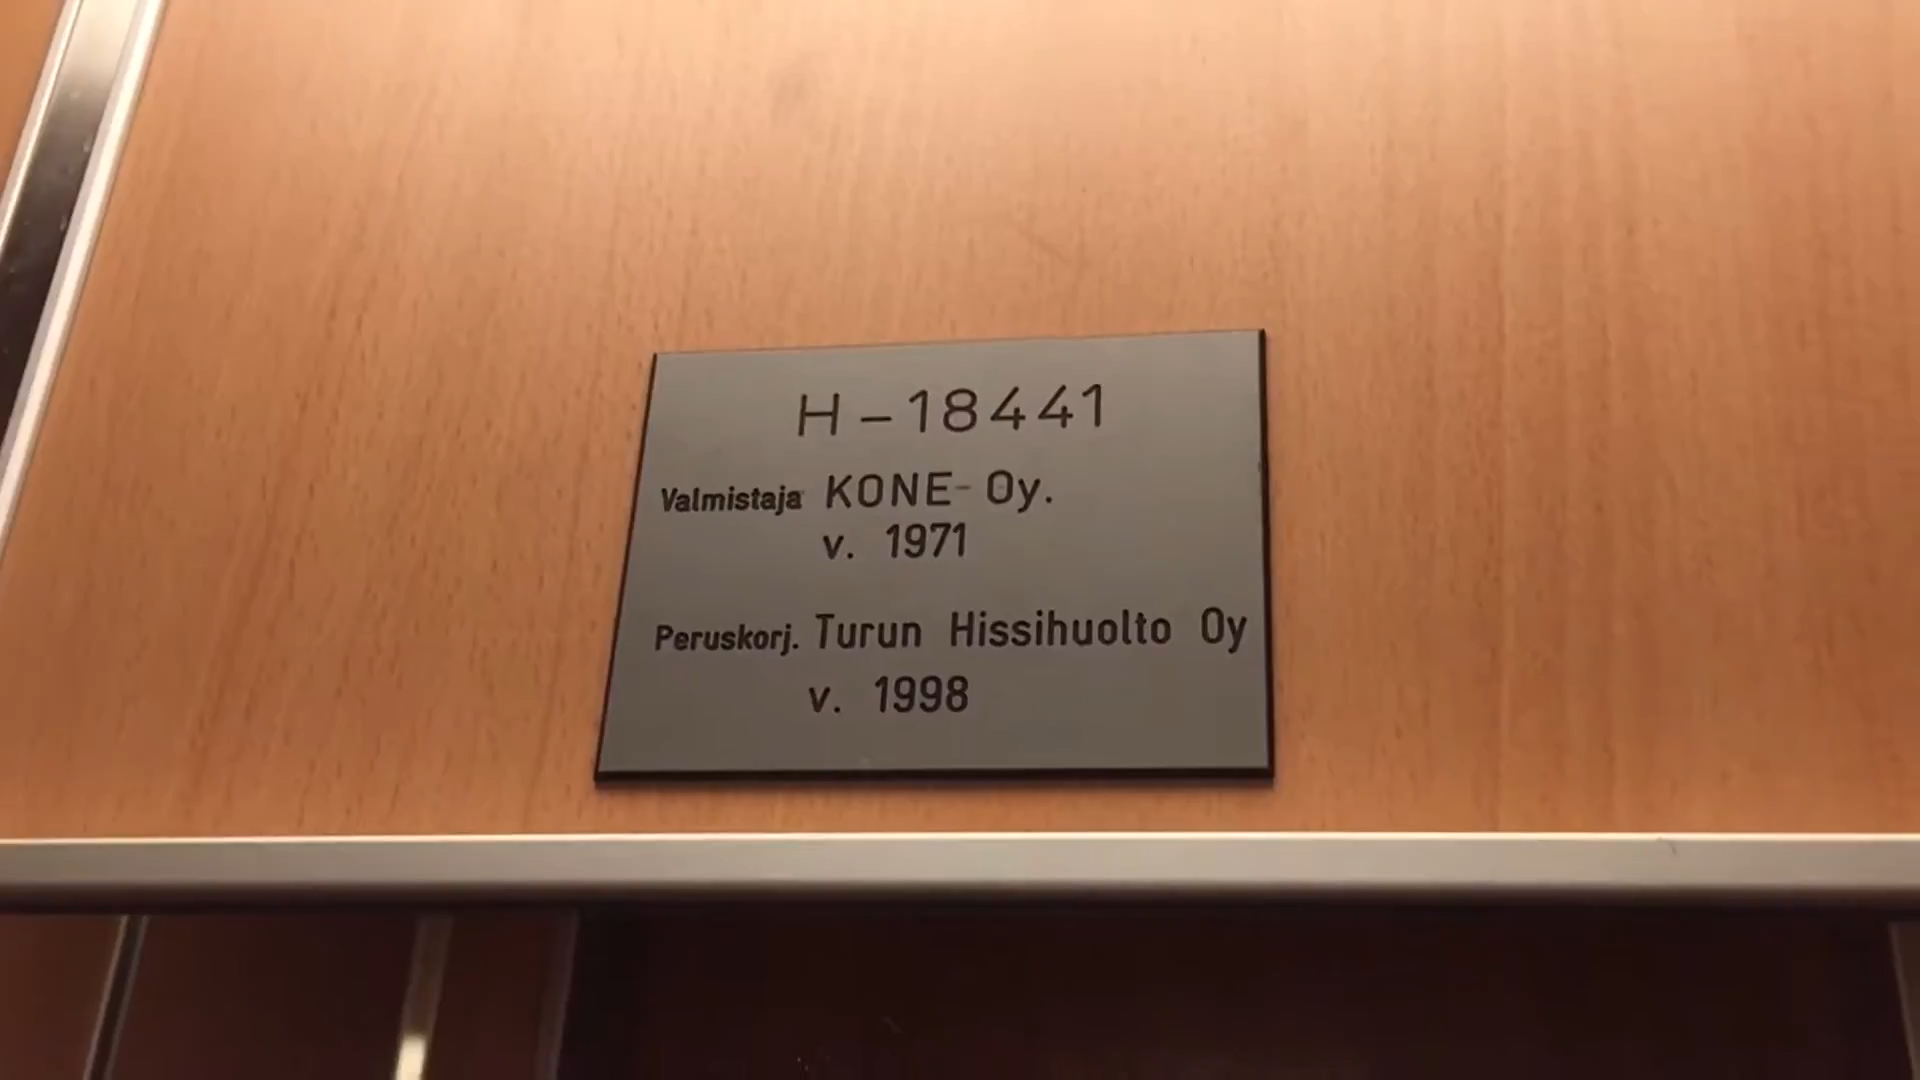 H-18441
Valmistaja KONE- Oy.
v. 1971
Peruskorj. Turun Hissihuolto Oy
v. 1998